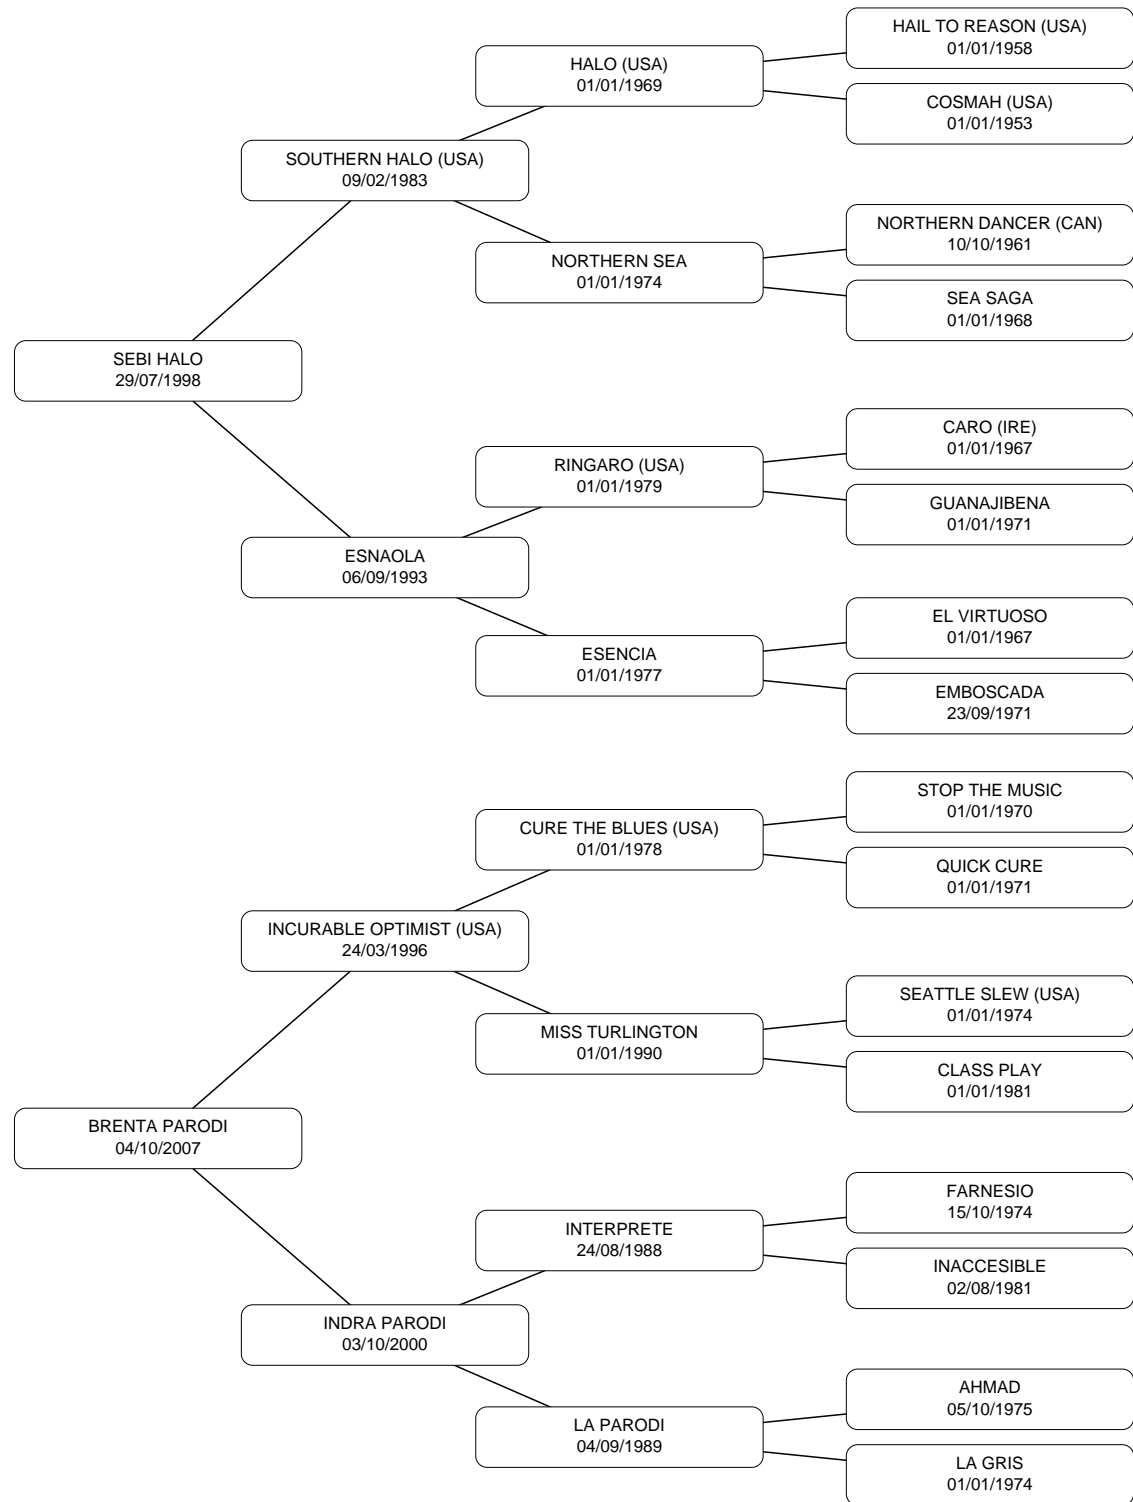 HAIL TO REASON (USA)
01/01/1958
HALO (USA)
01/01/1969
COSMAH (USA)
01/01/1953
SOUTHERN HALO (USA)
09/02/1983
NORTHERN DANCER (CAN)
10/10/1961
NORTHERN SEA
01/01/1974
SEA SAGA
01/01/1968
SEBI HALO
29/07/1998
CARO (IRE)
01/01/1967
RINGARO (USA)
01/01/1979
GUANAJIBENA
01/01/1971
ESNAOLA
06/09/1993
EL VIRTUOSO
01/01/1967
ESENCIA
01/01/1977
EMBOSCADA
23/09/1971
STOP THE MUSIC
01/01/1970
CURE THE BLUES (USA)
01/01/1978
QUICK CURE
01/01/1971
INCURABLE OPTIMIST (USA)
24/03/1996
SEATTLE SLEW (USA)
01/01/1974
MISS TURLINGTON
01/01/1990
CLASS PLAY
01/01/1981
BRENTA PARODI
04/10/2007
FARNESIO
15/10/1974
INTERPRETE
24/08/1988
INACCESIBLE
02/08/1981
INDRA PARODI
03/10/2000
AHMAD
05/10/1975
LA PARODI
04/09/1989
LA GRIS
01/01/1974